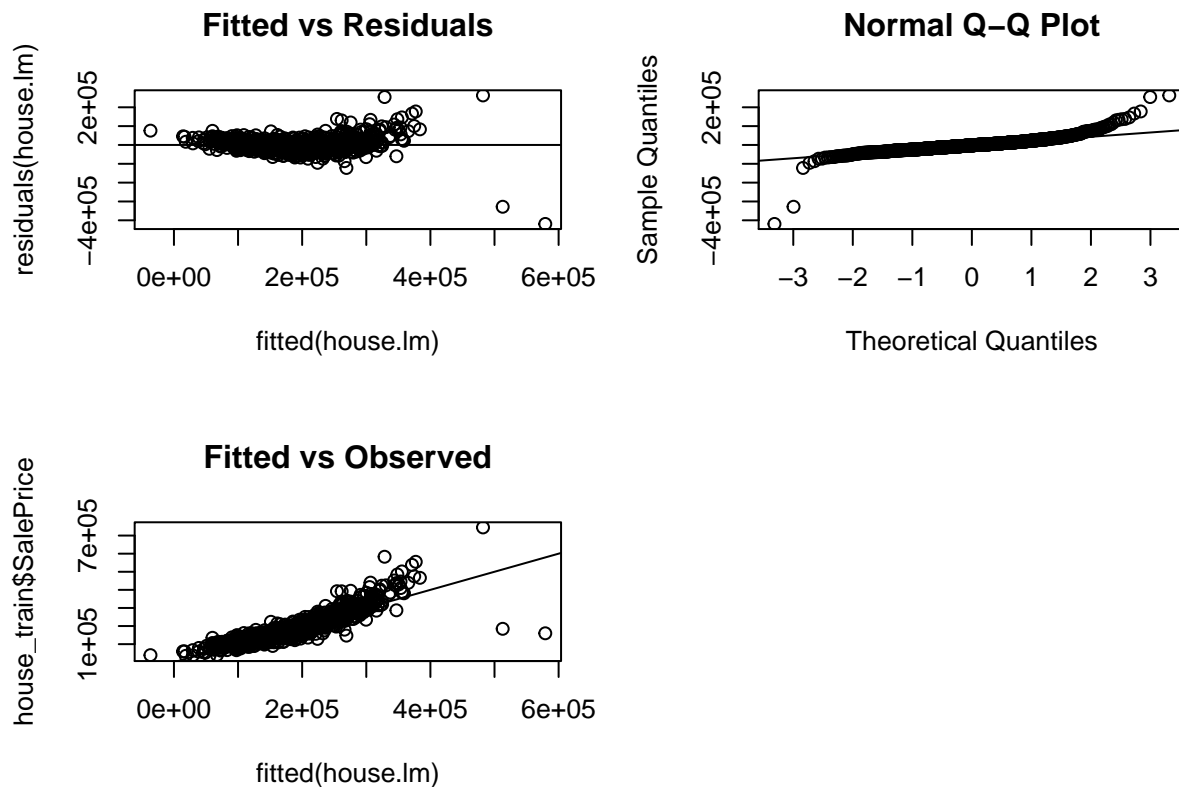 Fitted vs Residuals
residuals(house.lm)
−4e+05 2e+05
0e+00 2e+05 4e+05 6e+05
fitted(house.lm)
Normal Q−Q Plot
Sample Quantiles
−4e+05 2e+05
−3 −2 −1 0 1 2 3
Theoretical Quantiles
Fitted vs Observed
house_train$SalePrice
1e+05 7e+05
0e+00 2e+05 4e+05 6e+05
fitted(house.lm)